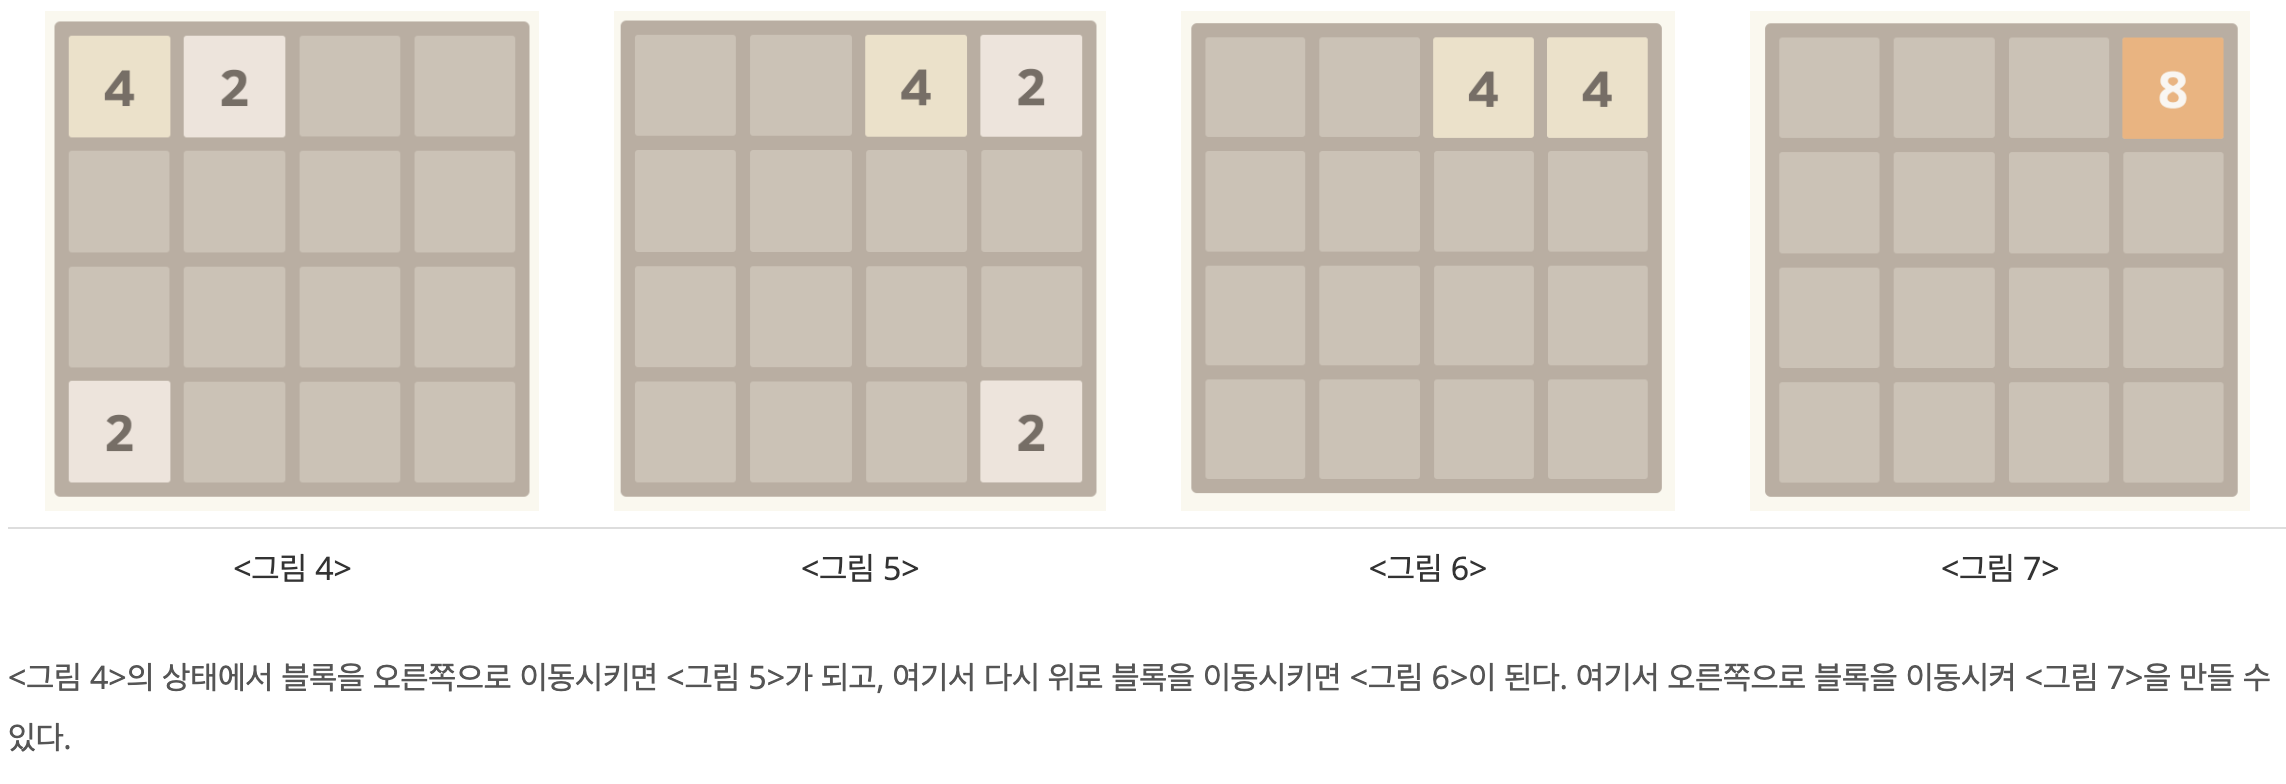 4 2 4 2 4 4 8
2 2
<그림 4> <그림 5> <그림 6> <그림 7>
<그림 4>의 상태에서 블록을 오른쪽으로 이동시키면 <그림 5>가 되고, 여기서 다시 위로 블록을 이동시키면 <그림 6>이 된다. 여기서 오른쪽으로 블록을 이동시켜 <그림 7>을 만들 수
있다.